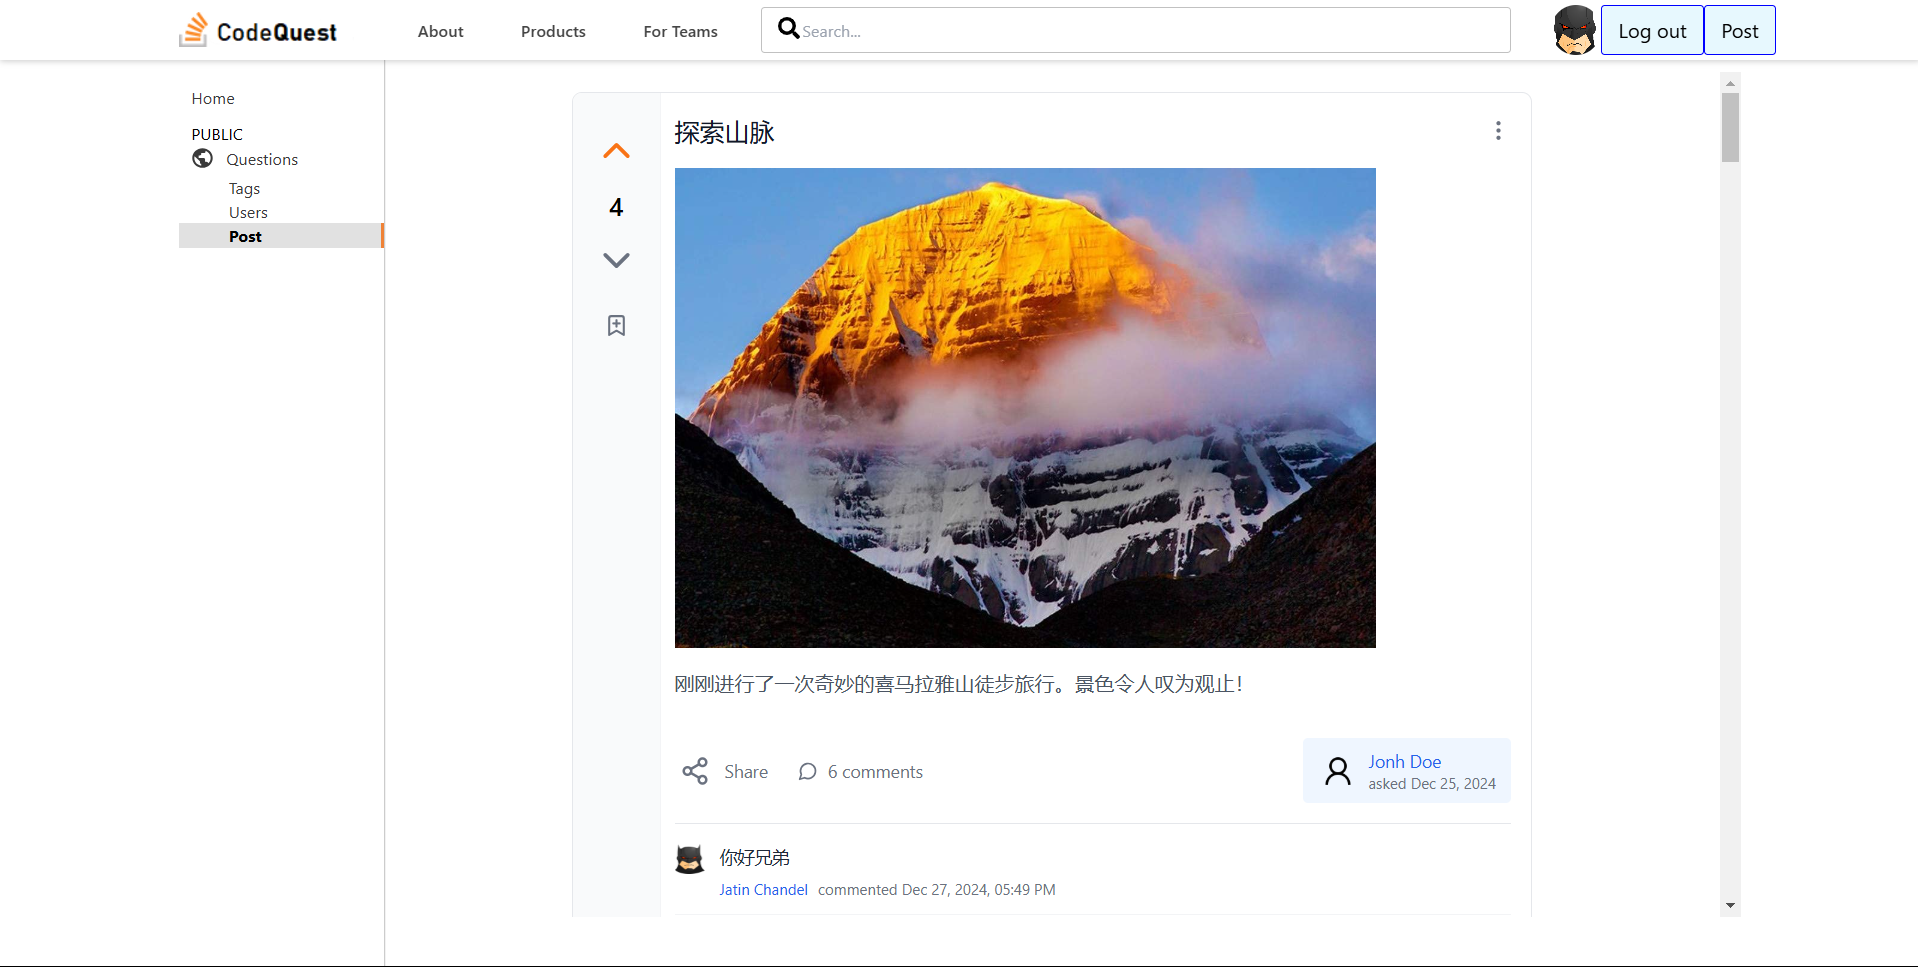 CodeQuest
About
Products
For Teams
Search...
Log out
Post
Home
PUBLIC
Questions
Tags
Users
Post
探索山脉
4
刚刚进行了一次奇妙的喜马拉雅山徒步旅行。景色令人叹为观止！
Share
6 comments
Jonh Doe
asked Dec 25, 2024
你好兄弟
Jatin Chandel commented Dec 27, 2024, 05:49 PM